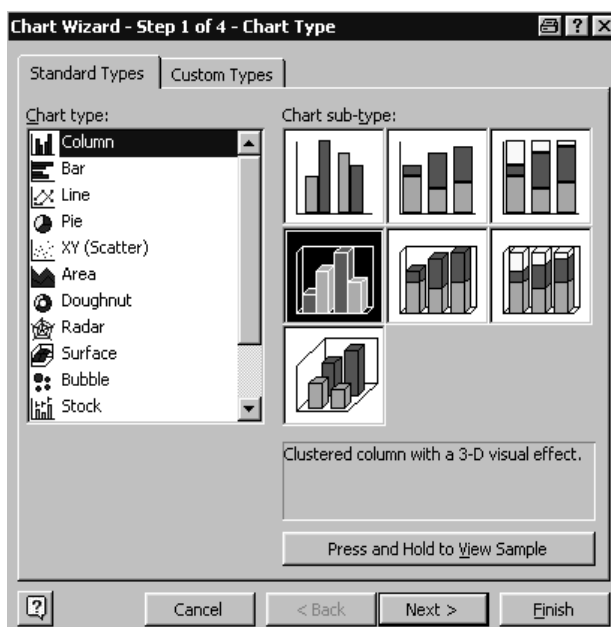 Chart Wizard - Step 1 of 4 - Chart Type
Standard Types
Custom Types
Chart type:
Column
Bar
Line
Pie
XY (Scatter)
Area
Doughnut
Radar
Surface
Bubble
Stock
Chart sub-type:
Clustered column with a 3-D visual effect.
Press and Hold to View Sample
Cancel
< Back
Next >
Finish